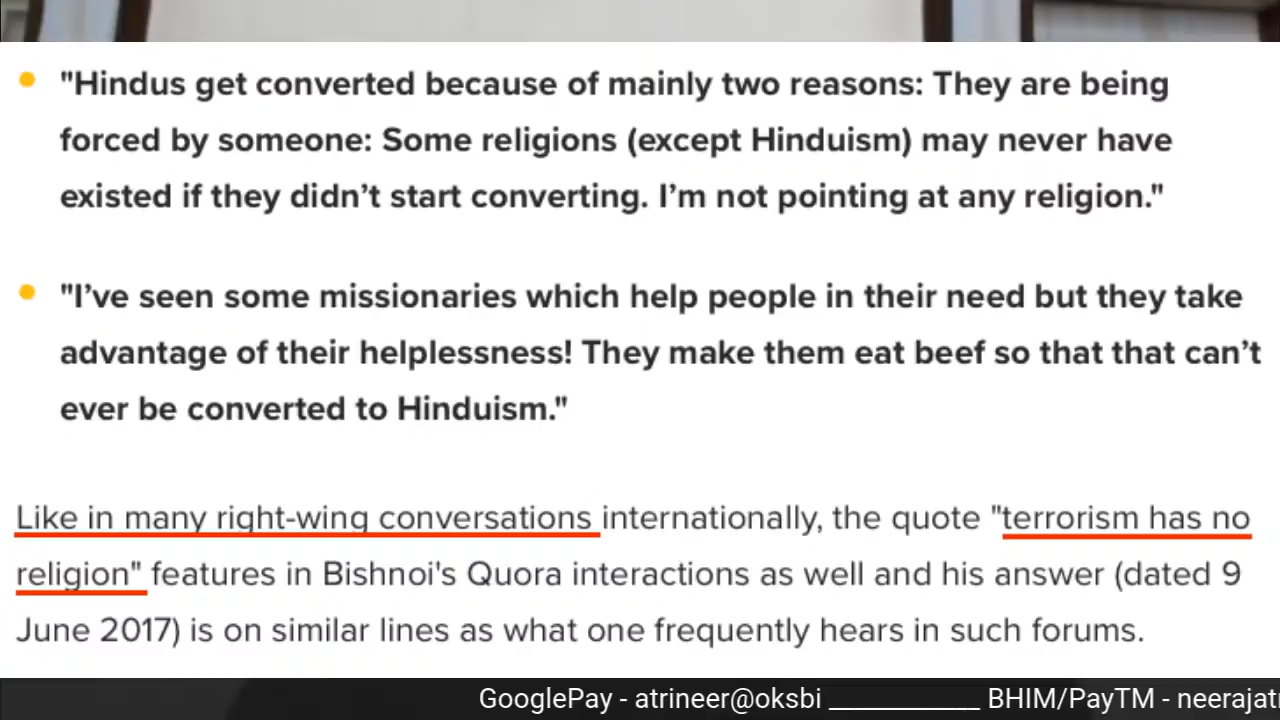 "Hindus get converted because of mainly two reasons: They are being
forced by someone: Some religions (except Hinduism) may never have
existed if they didn’t start converting. I’m not pointing at any religion."
"I’ve seen some missionaries which help people in their need but they take
advantage of their helplessness! They make them eat beef so that that can’t
ever be converted to Hinduism."
Like in many right-wing conversations internationally, the quote "terrorism has no
religion" features in Bishnoi's Quora interactions as well and his answer (dated 9
June 2017) is on similar lines as what one frequently hears in such forums.
GooglePay - atrineer@oksbi ___________ BHIM/PayTM - neerajat